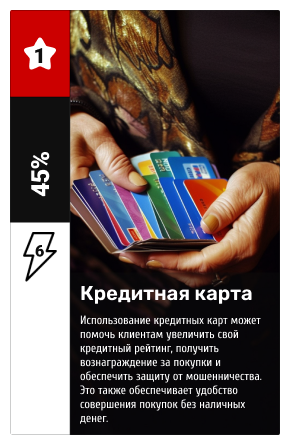 1
45%
6
Кредитная карта
Использование кредитных карт может
помочь клиентам увеличить свой
кредитный рейтинг, получить
вознаграждение за покупки и
обеспечить защиту от мошенничества.
Это также обеспечивает удобство
совершения покупок без наличных
денег.